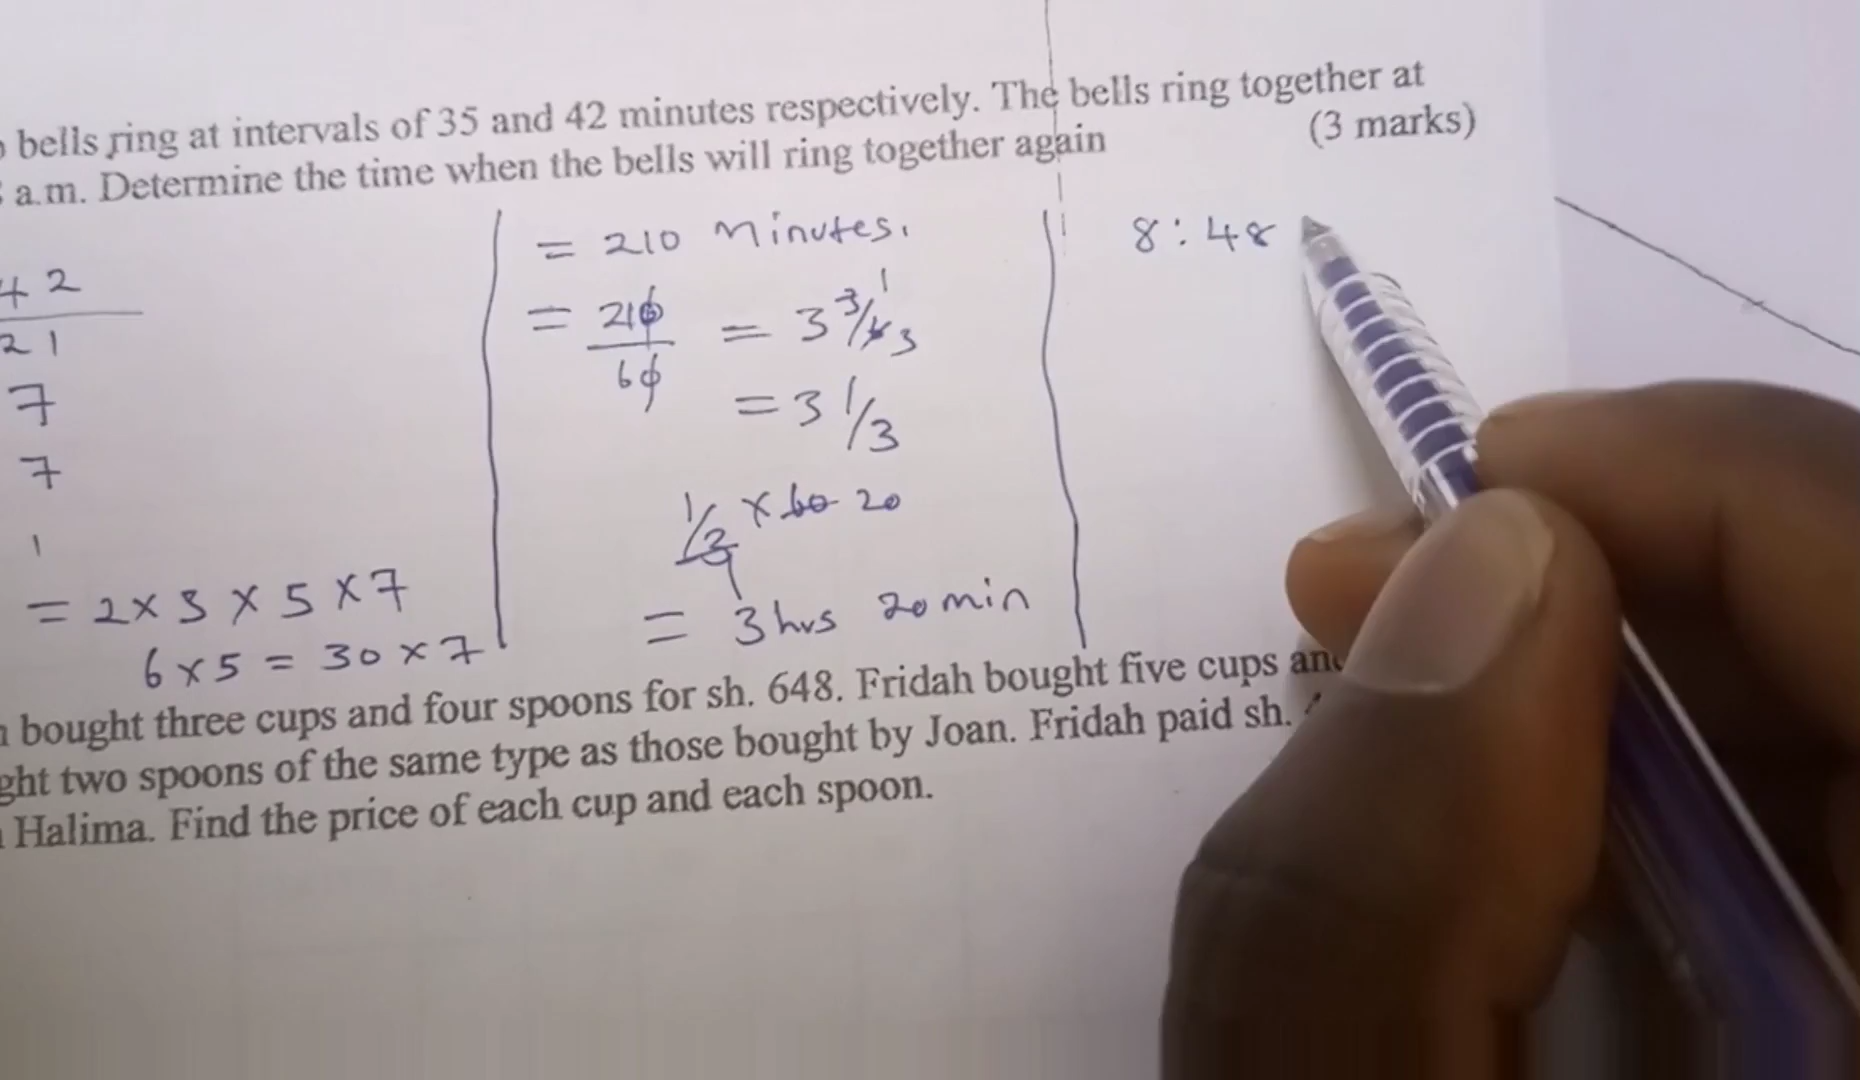 bells ring at intervals of 35 and 42 minutes respectively. The bells ring together at
a.m. Determine the time when the bells will ring together again
(3 marks)
42
21
7
7
1
= 2 × 3 × 5 × 7
6 × 5 = 30 × 7
= 210 minutes.
= 210/60 = 3 3/6 1 3
= 3 1/3
1/3 × 60 20
1
= 3 hrs 20 min
8:48
bought three cups and four spoons for sh. 648. Fridah bought five cups
two spoons of the same type as those bought by Joan. Fridah paid sh.
Halima. Find the price of each cup and each spoon.